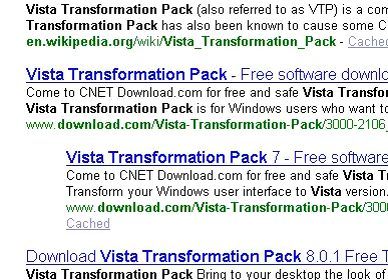 Vista Transformation Pack (also referred to as VTP) is a com
Transformation Pack has also been known to cause some C
en.wikipedia.org/wiki/Vista_Transformation_Pack - Cached
Vista Transformation Pack - Free software downlo
Come to CNET Download.com for free and safe Vista Transfo
Vista Transformation Pack is for Windows users who want to
www.download.com/Vista-Transformation-Pack/3000-2106
Vista Transformation Pack 7 - Free software
Come to CNET Download.com for free and safe Vista T
Transform your Windows user interface to Vista version.
www.download.com/Vista-Transformation-Pack/300
Cached
Download Vista Transformation Pack 8.0.1 Free T
Vista Transformation Pack Bring to your desktop the look of